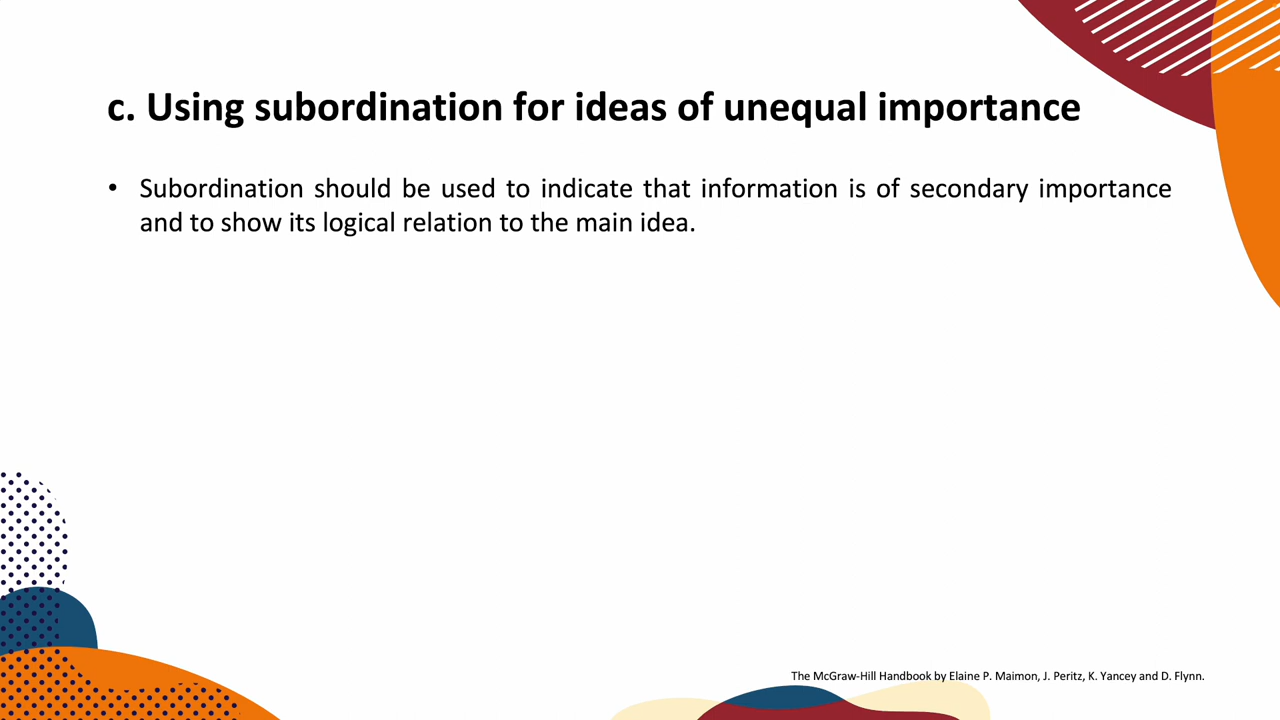 c. Using subordination for ideas of unequal importance
• Subordination should be used to indicate that information is of secondary importance
and to show its logical relation to the main idea.
The McGraw-Hill Handbook by Elaine P. Maimon, J. Peritz, K. Yancey and D. Flynn.